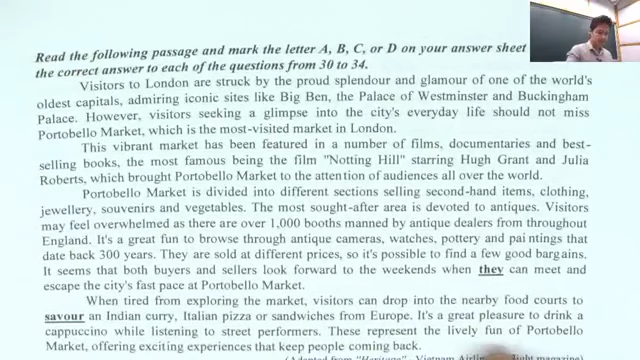 Read the following passage and mark the letter A, B, C, or D on your answer sheet
the correct answer to each of the questions from 30 to 34.
Visitors to London are struck by the proud splendour and glamour of one of the world's
oldest capitals, admiring iconic sites like Big Ben, the Palace of Westminster and Buckingham
Palace. However, visitors seeking a glimpse into the city's everyday life should not miss
Portobello Market, which is the most-visited market in London.
This vibrant market has been featured in a number of films, documentaries and best-
selling books, the most famous being the film "Notting Hill" starring Hugh Grant and Julia
Roberts, which brought Portobello Market to the attention of audiences all over the world.
Portobello Market is divided into different sections selling second-hand items, clothing,
jewellery, souvenirs and vegetables. The most sought-after area is devoted to antiques. Visitors
may feel overwhelmed as there are over 1,000 booths manned by antique dealers from throughout
England. It's a great fun to browse through antique cameras, watches, pottery and paintings that
date back 300 years. They are sold at different prices, so it's possible to find a few good bargains.
It seems that both buyers and sellers look forward to the weekends when they can meet and
escape the city's fast pace at Portobello Market.
When tired from exploring the market, visitors can drop into the nearby food courts to
savour an Indian curry, Italian pizza or sandwiches from Europe. It's a great pleasure to drink a
cappuccino while listening to street performers. These represent the lively fun of Portobello
Market, offering exciting experiences that keep people coming back.
(Adapted from "Heritage" - Vietnam Airlin